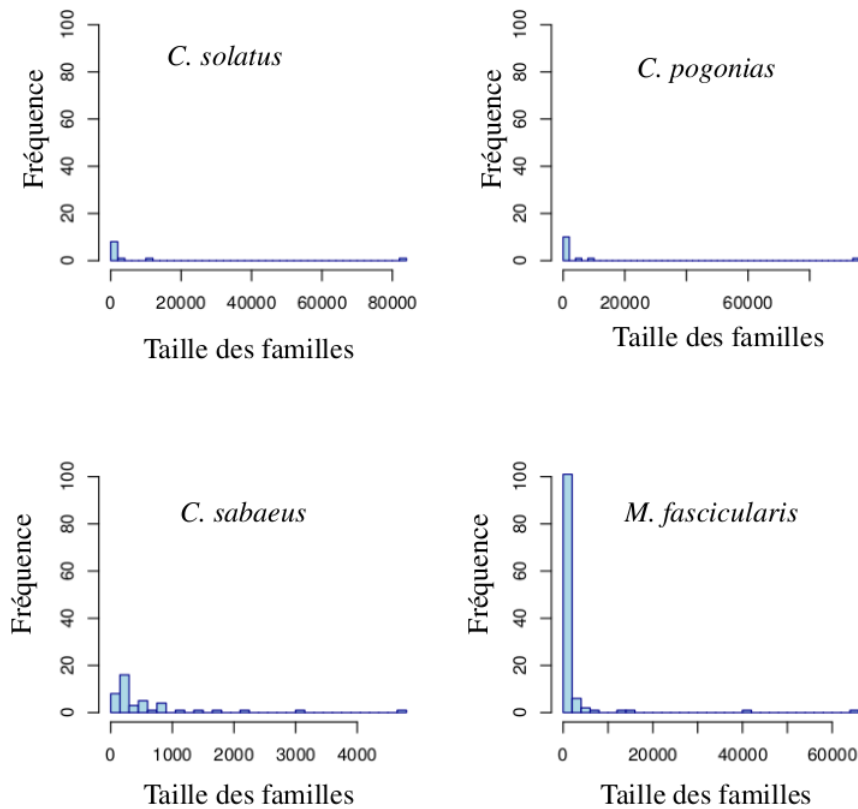 C. solatus
Fréquence
0 20 40 60 80 100
0 20000 40000 60000 80000
Taille des familles
C. pogonias
Fréquence
0 20 40 60 80 100
0 20000 60000
Taille des familles
C. sabaeus
Fréquence
0 20 40 60 80 100
0 1000 2000 3000 4000
Taille des familles
M. fascicularis
Fréquence
0 20 40 60 80 100
0 20000 40000 60000
Taille des familles